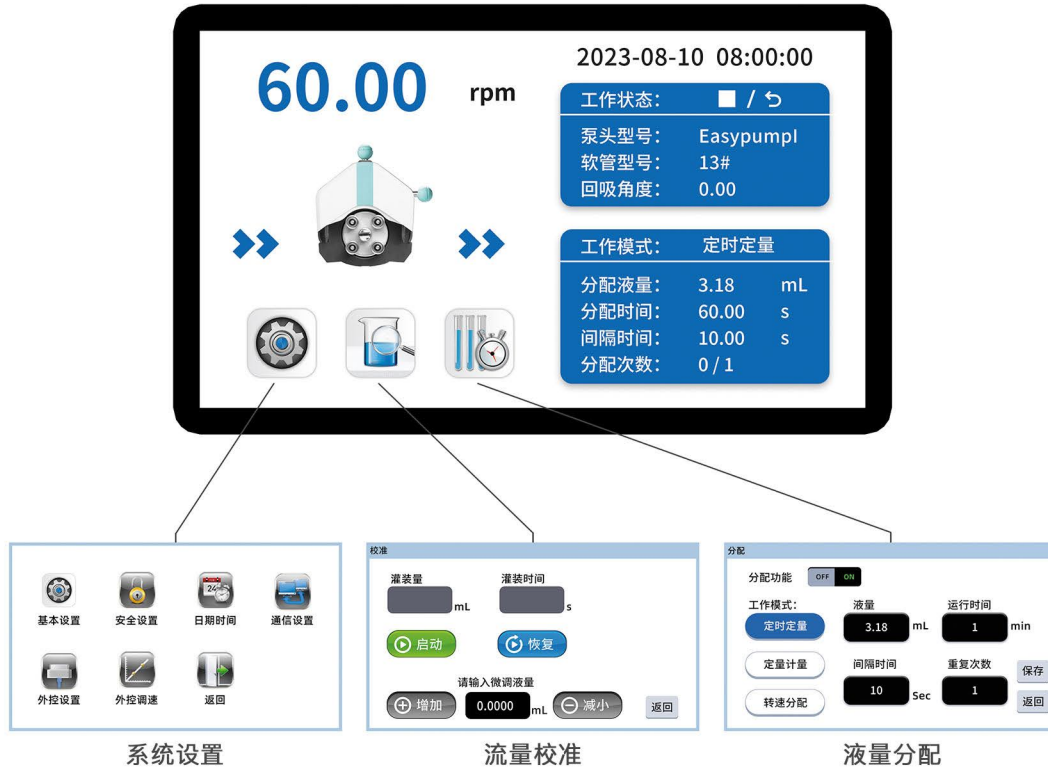 60.00 rpm
2023-08-10 08:00:00
工作状态: /
泵头型号: EasypumpI
软管型号: 13#
回吸角度: 0.00
工作模式: 定时定量
分配液量: 3.18 mL
分配时间: 60.00 s
间隔时间: 10.00 s
分配次数: 0 / 1
基本设置 安全设置 日期时间 通信设置
24
外控设置 外控调速 返回
系统设置
校准
灌装量 灌装时间
mL s
启动 恢复
请输入微调液量
增加 0.0000 mL 减小 返回
流量校准
分配
分配功能 OFF ON
工作模式: 液量 运行时间
定时定量 3.18 mL 1 min
定量计量 间隔时间 重复次数 保存
转速分配 10 Sec 1 返回
液量分配